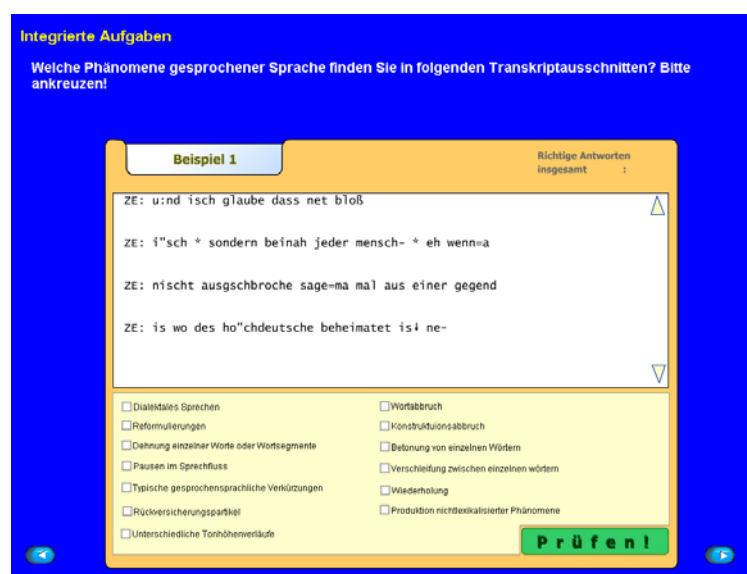 Integrierte Aufgaben
Welche Phänomene gesprochener Sprache finden Sie in folgenden Transkriptausschnitten? Bitte
ankreuzen!
Beispiel 1
Richtige Antworten
insgesamt :
ZE: u:nd isch glaube dass net bloß
ZE: i"sch * sondern beinah jeder mensch- * eh wenn=a
ZE: nischt ausgschbroche sage=ma mal aus einer gegend
ZE: is wo des ho"chdeutsche beheimatet is↓ ne-
Dialektales Sprechen
Reformulierungen
Dehnung einzelner Worte oder Wortsegmente
Pausen im Sprechfluss
Typische gesprochensprachliche Verkürzungen
Rückversicherungspartikel
Unterschiedliche Tonhöhenverläufe
Wortabbruch
Konstruktuionsabbruch
Betonung von einzelnen Wörtern
Verschleifung zwischen einzelnen wörtern
Wiederholung
Produktion nichtlexikalisierter Phänomene
Prüfen!